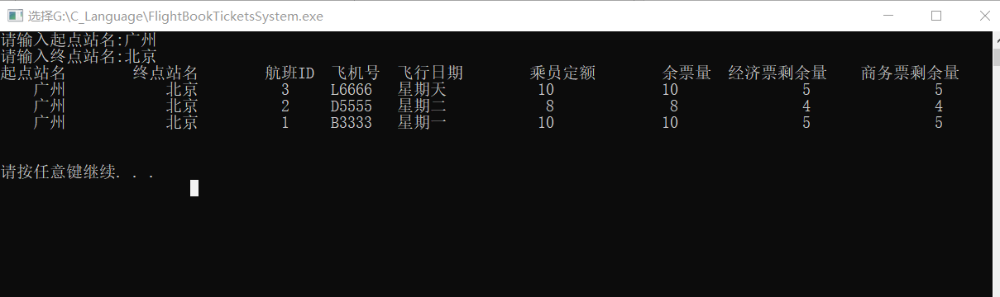 选择G:\C_Language\FlightBookTicketsSystem.exe
请输入起点站名:广州
请输入终点站名:北京
起点站名 终点站名 航班ID 飞机号 飞行日期 乘员定额 余票量 经济票剩余量 商务票剩余量
广州 北京 3 L6666 星期天 10 10 5 5
广州 北京 2 D5555 星期二 8 8 4 4
广州 北京 1 B3333 星期一 10 10 5 5
请按任意键继续. . .